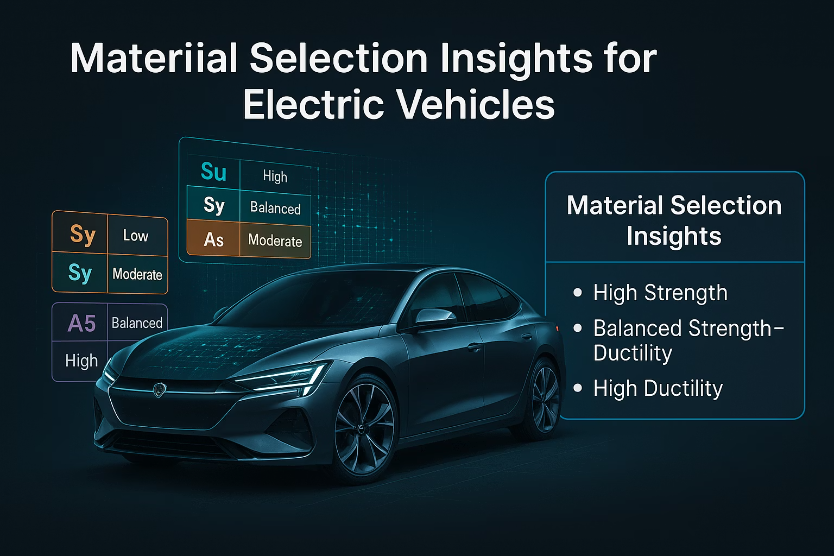 Materiial Selection Insights for
Electric Vehicles
Su High
Sy Balanced
As Moderate
Sy Low
Sy Moderate
A5 Balanced
High
Material Selection
Insights
• High Strength
• Balanced Strength–
Ductility
• High Ductility